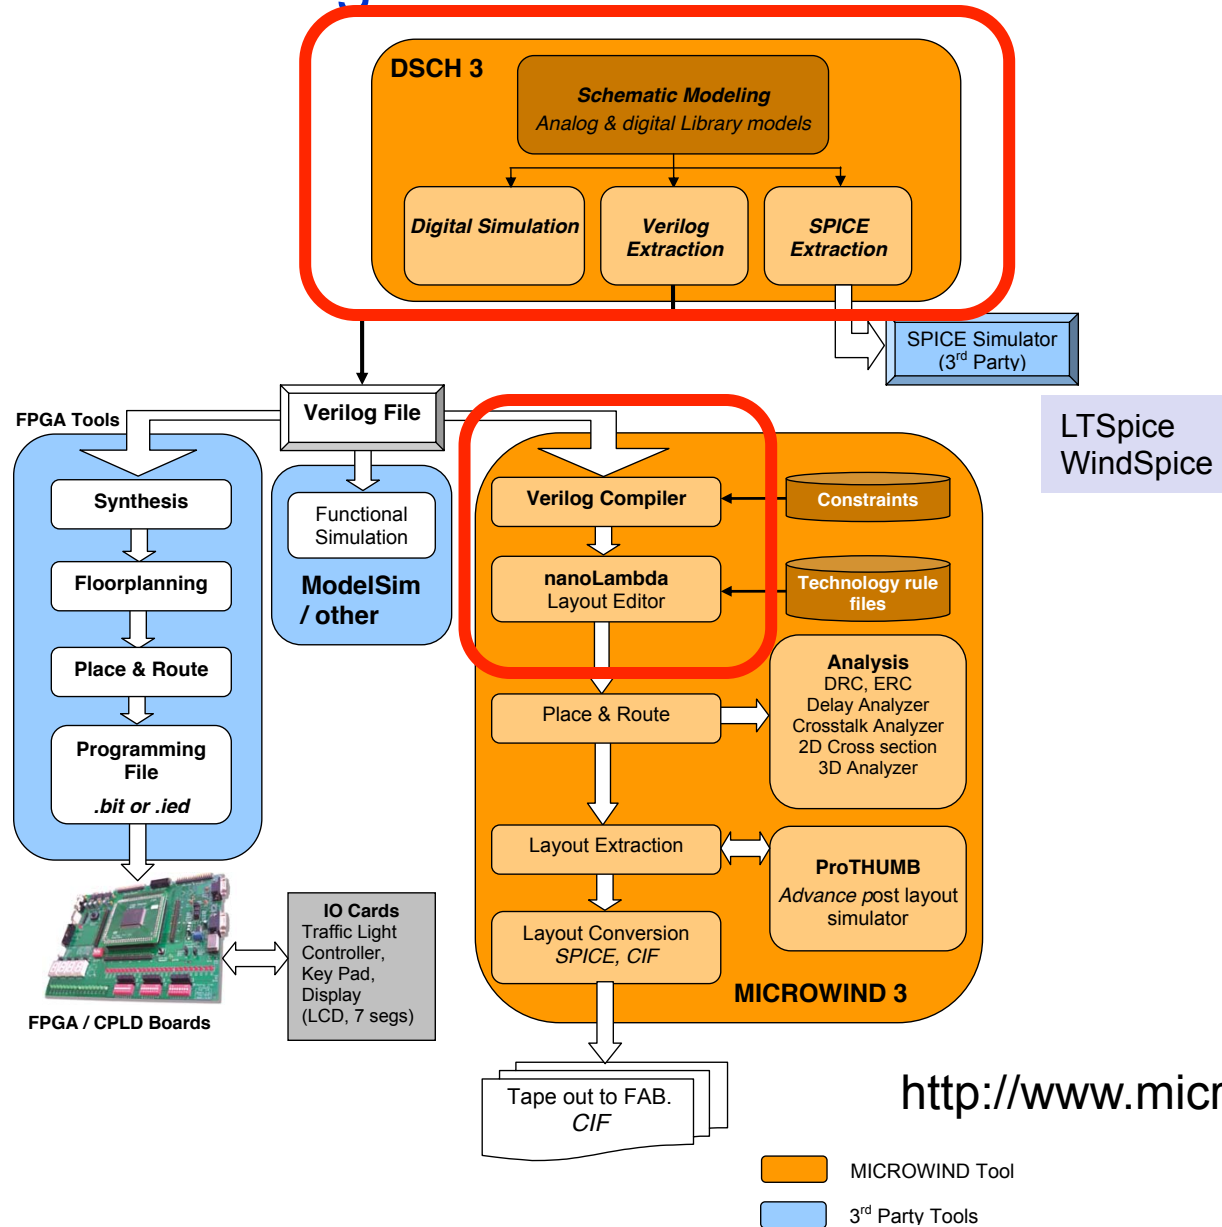 DSCH 3
Schematic Modeling
Analog & digital Library models
Digital Simulation
Verilog
Extraction
SPICE
Extraction
SPICE Simulator
(3rd Party)
LTSpice
WindSpice
Verilog File
FPGA Tools
Synthesis
Floorplanning
Place & Route
Programming
File
.bit or .ied
Functional
Simulation
ModelSim
/ other
Verilog Compiler
Constraints
nanoLambda
Layout Editor
Technology rule
files
Place & Route
Analysis
DRC, ERC
Delay Analyzer
Crosstalk Analyzer
2D Cross section
3D Analyzer
Layout Extraction
ProTHUMB
Advance post layout
simulator
Layout Conversion
SPICE, CIF
MICROWIND 3
IO Cards
Traffic Light
Controller,
Key Pad,
Display
(LCD, 7 segs)
FPGA / CPLD Boards
Tape out to FAB.
CIF
http://www.micr
MICROWIND Tool
3rd Party Tools